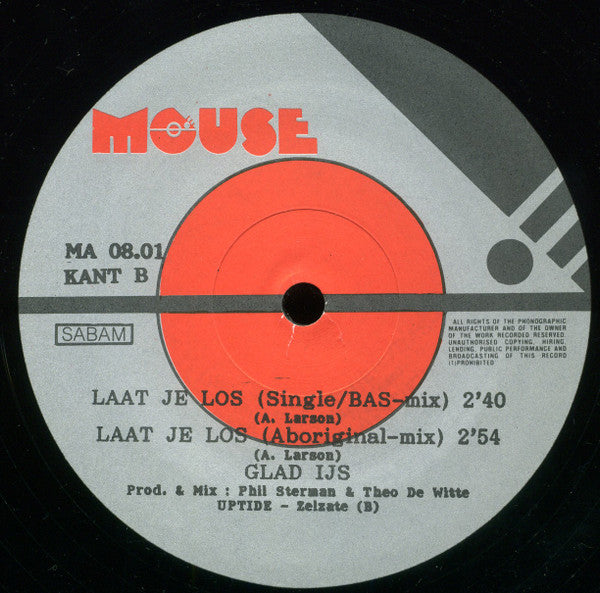 MOUSE
MA 08.01
KANT B
SABAM
ALL RIGHTS OF THE PHONOGRAPHIC
MANUFACTURER AND OF THE OWNER
OF THE WORK RECORDED RESERVED.
UNAUTHORISED COPYING, HIRING,
LENDING, PUBLIC PERFORMANCE AND
BROADCASTING OF THIS RECORD
(1)PROHIBITED
LAAT JE LOS (Single/BAS-mix) 2'40
(A. Larson)
LAAT JE LOS (Aboriginal-mix) 2'54
(A. Larson)
GLAD IJS
Prod. & Mix : Phil Sterman & Theo De Witte
UPTIDE - Zelzate (B)